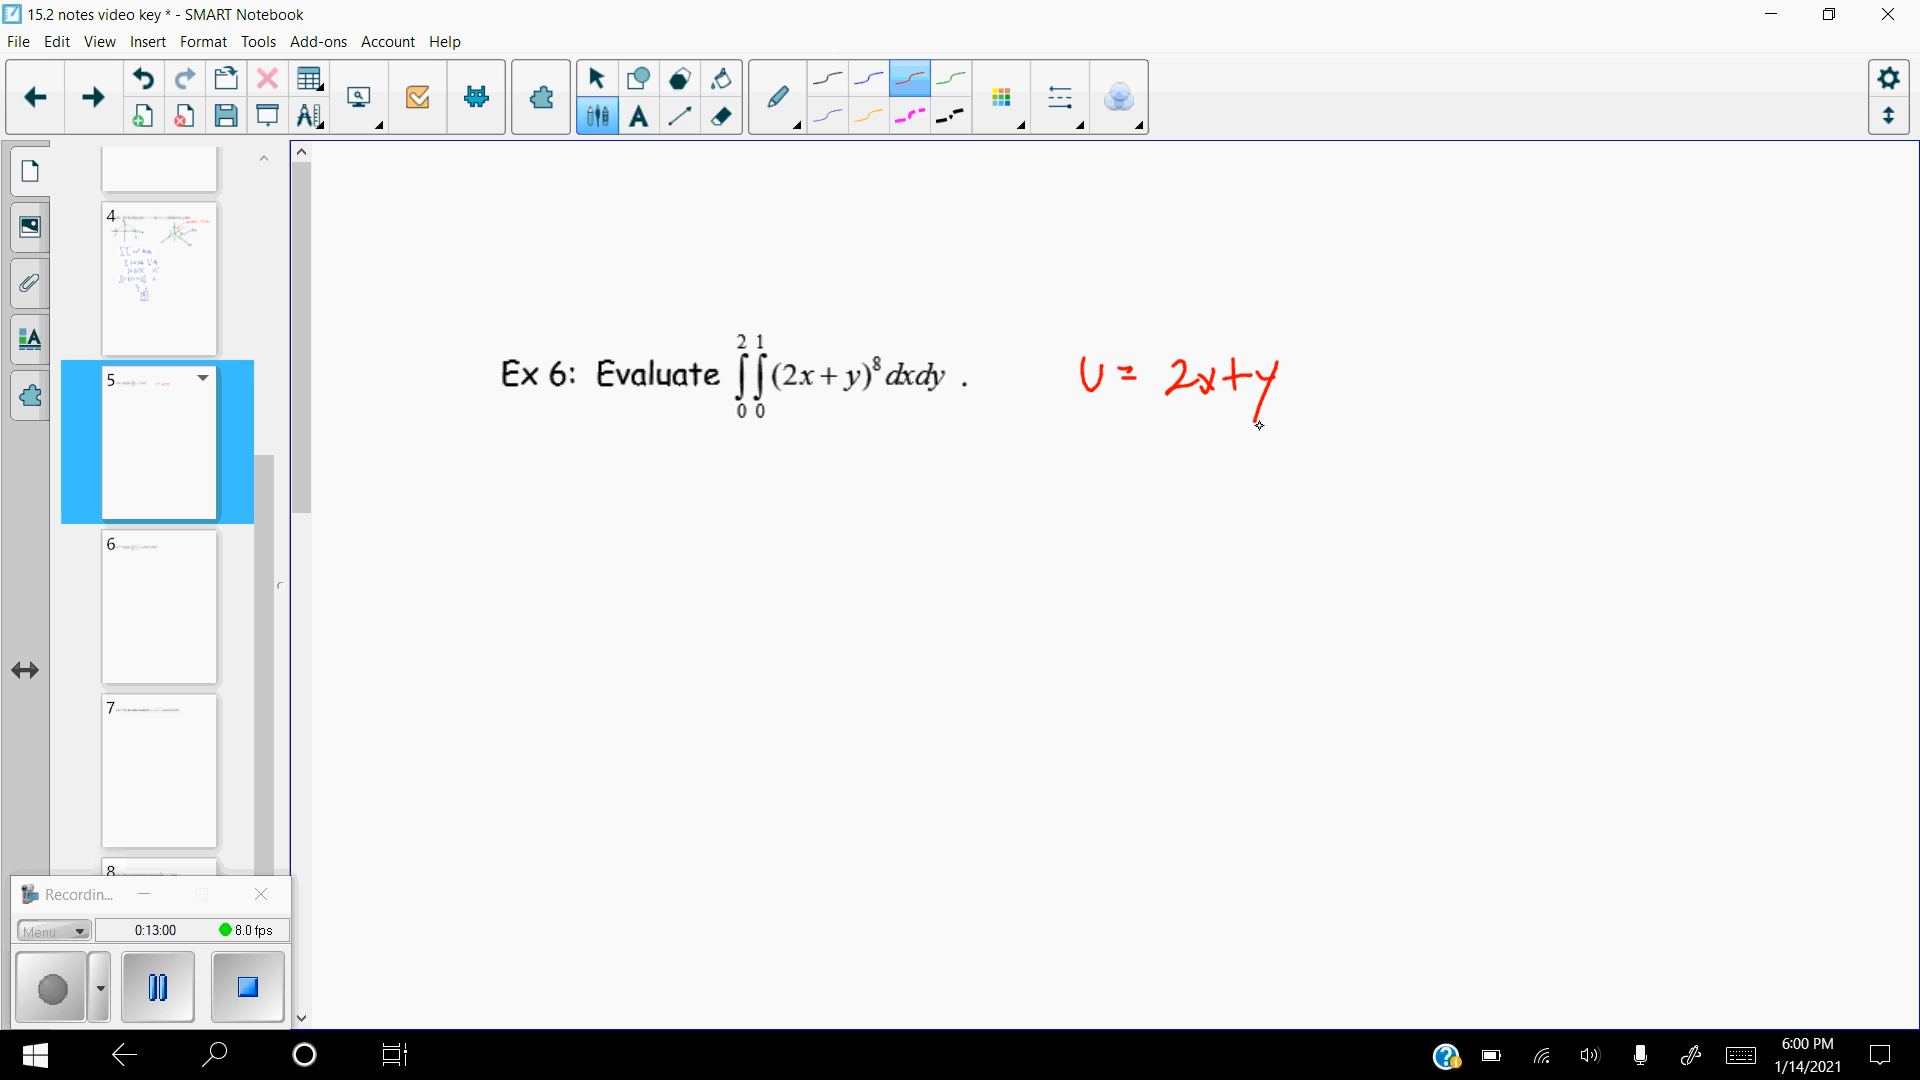 15.2 notes video key * - SMART Notebook
File Edit View Insert Format Tools Add-ons Account Help
4
5
6
7
8
Ex 6: Evaluate ∫₀²∫₀¹(2x + y)⁸ dxdy .
U = 2x+y
Recordin...
Menu 0:13:00 8.0 fps
6:00 PM
1/14/2021